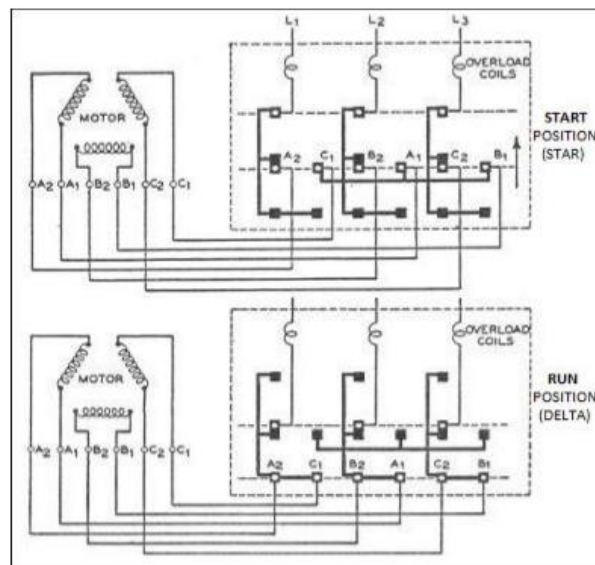 L1 L2 L3
OVERLOAD
COILS
MOTOR
START
POSITION
(STAR)
A2 C1 B2 A1 C2 B1
A2 A1 B2 B1 C2 C1
OVERLOAD
COILS
MOTOR
RUN
POSITION
(DELTA)
A2 A1 B2 B1 C2 C1
A2 C1 B2 A1 C2 B1